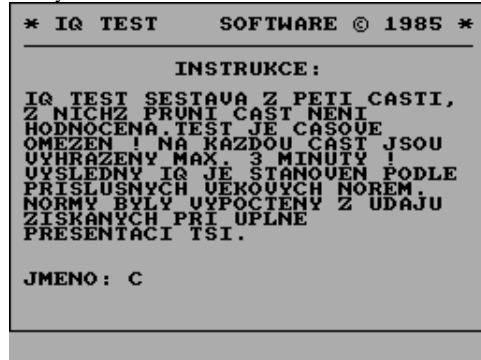 * IQ TEST SOFTWARE © 1985 *
INSTRUKCE:
IQ TEST SESTAVA Z PETI CASTI,
Z NICHZ PRVNI CAST NENI
HODNOCENA.TEST JE CASOVE
OMEZEN ! NA KAZDOU CAST JSOU
VYHRAZENY MAX. 3 MINUTY !
VYSLEDNY IQ JE STANOVEN PODLE
PRISLUSNYCH VEKOVYCH NOREM.
NORMY BYLY VYPOCTENY Z UDAJU
ZISKANYCH PRI UPLNE
PRESENTACI TSI.
JMENO: C